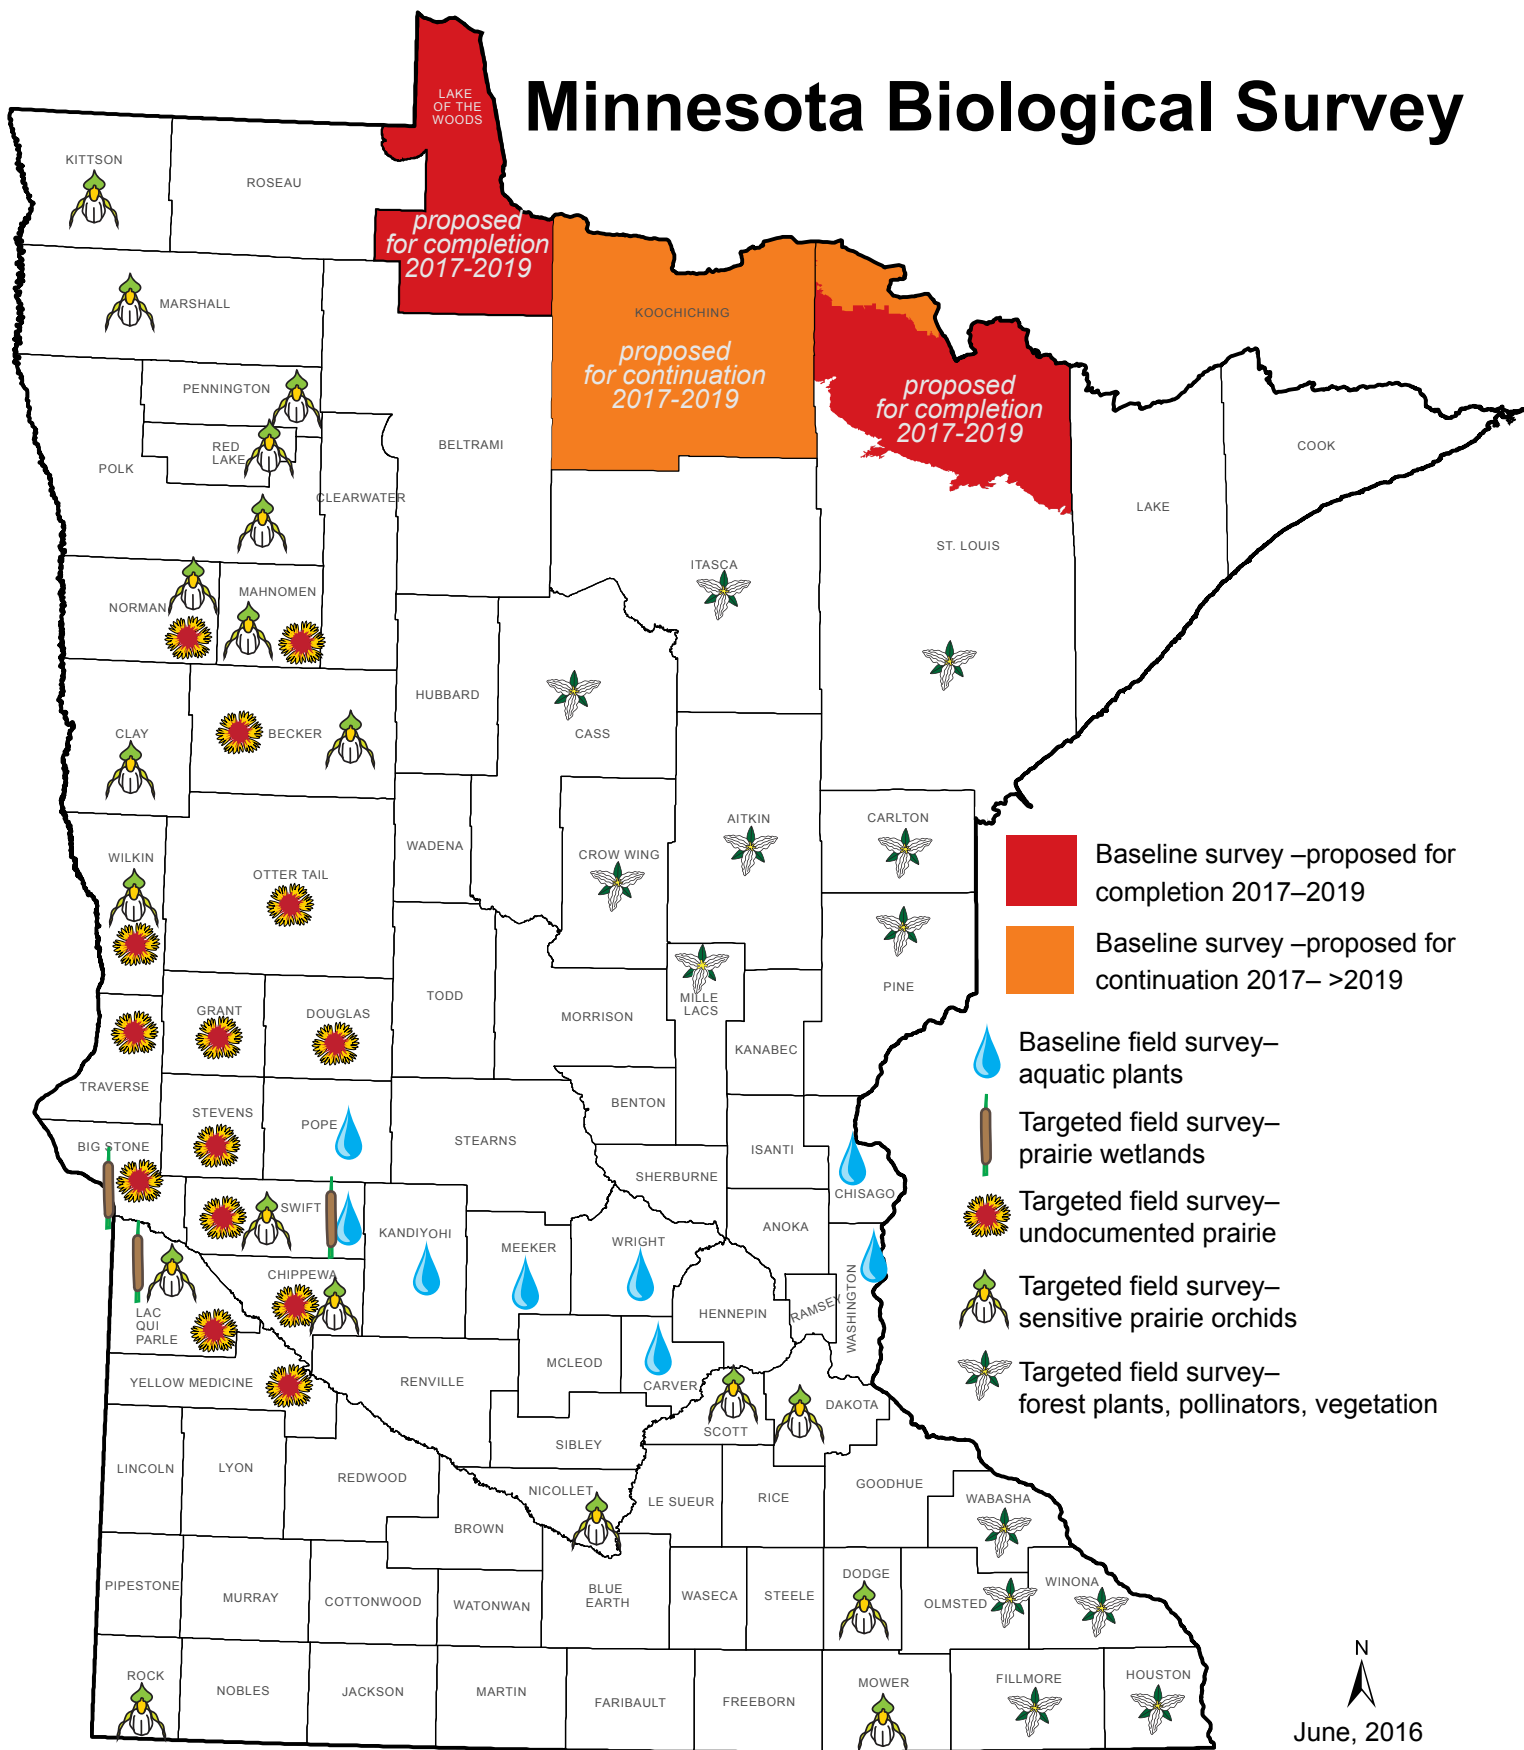 Minnesota Biological Survey
LAKE
OF THE
WOODS
KITTSON
ROSEAU
proposed
for completion
2017-2019
MARSHALL
KOOCHICHING
proposed
for continuation
2017-2019
proposed
for completion
2017-2019
PENNINGTON
RED
LAKE
POLK
BELTRAMI
CLEARWATER
COOK
LAKE
ST. LOUIS
ITASCA
NORMAN
MAHNOMEN
HUBBARD
CASS
CLAY
BECKER
WADENA
CROW WING
AITKIN
CARLTON
WILKIN
OTTER TAIL
Baseline survey –proposed for
completion 2017–2019
Baseline survey –proposed for
continuation 2017– >2019
PINE
TODD
MORRISON
MILLE
LACS
GRANT
DOUGLAS
KANABEC
Baseline field survey–
aquatic plants
TRAVERSE
STEVENS
POPE
STEARNS
BENTON
ISANTI
Targeted field survey–
prairie wetlands
BIG STONE
SHERBURNE
CHISAGO
SWIFT
KANDIYOHI
MEEKER
WRIGHT
ANOKA
Targeted field survey–
undocumented prairie
CHIPPEWA
LAC
QUI
PARLE
HENNEPIN
RAMSEY
WASHINGTON
Targeted field survey–
sensitive prairie orchids
YELLOW MEDICINE
RENVILLE
MCLEOD
CARVER
SCOTT
DAKOTA
Targeted field survey–
forest plants, pollinators, vegetation
LINCOLN
LYON
REDWOOD
SIBLEY
NICOLLET
LE SUEUR
RICE
GOODHUE
WABASHA
BROWN
PIPESTONE
MURRAY
COTTONWOOD
WATONWAN
BLUE
EARTH
WASECA
STEELE
DODGE
OLMSTED
WINONA
ROCK
NOBLES
JACKSON
MARTIN
FARIBAULT
FREEBORN
MOWER
FILLMORE
HOUSTON
N
June, 2016